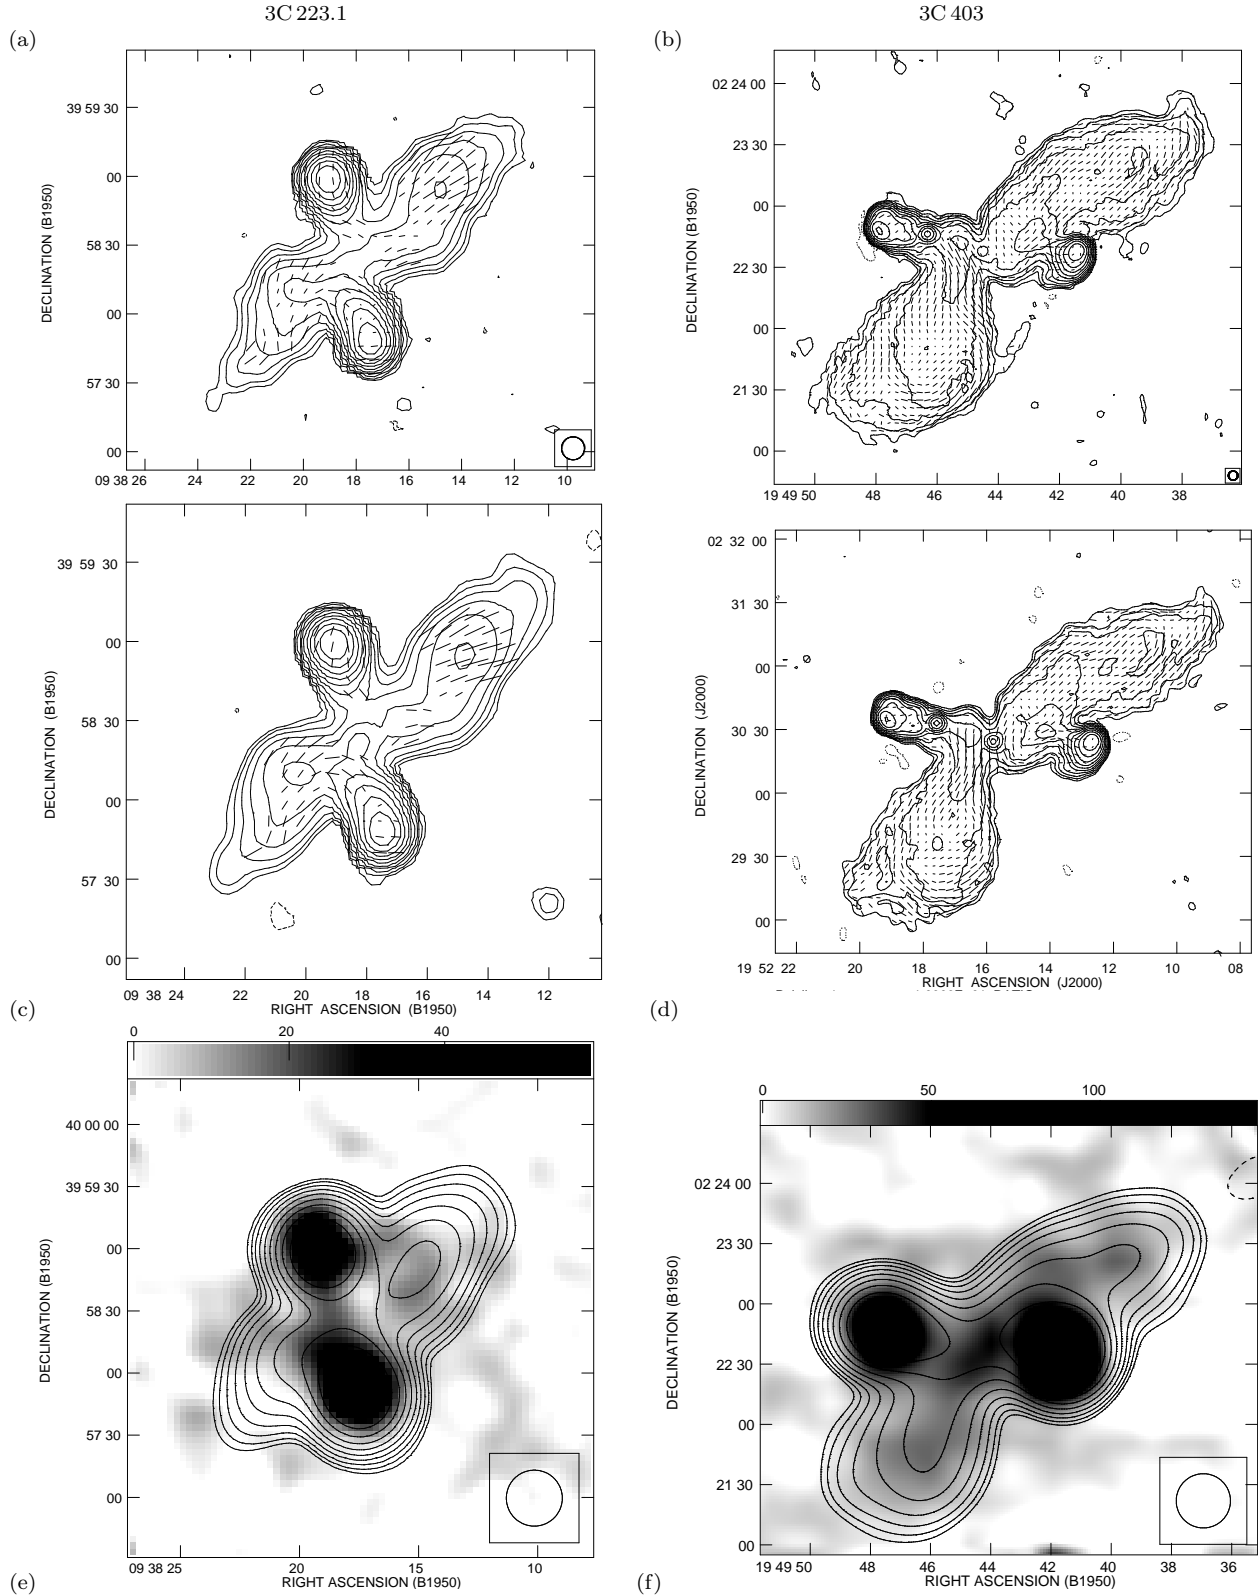 3C 223.1
3C 403
(a)
(b)
DECLINATION (B1950)
39 59 30
00
58 30
00
57 30
00
09 38 26 24 22 20 18 16 14 12 10
DECLINATION (B1950)
02 24 00
23 30
00
22 30
00
21 30
00
19 49 50 48 46 44 42 40 38
DECLINATION (B1950)
39 59 30
00
58 30
00
57 30
00
09 38 24 22 20 18 16 14 12
RIGHT ASCENSION (B1950)
(c)
DECLINATION (J2000)
02 32 00
31 30
00
30 30
00
29 30
00
19 52 22 20 18 16 14 12 10 08
RIGHT ASCENSION (J2000)
(d)
0 20 40
DECLINATION (B1950)
40 00 00
39 59 30
00
58 30
00
57 30
00
09 38 25 20 15 10
RIGHT ASCENSION (B1950)
(e)
0 50 100
DECLINATION (B1950)
02 24 00
23 30
00
22 30
00
21 30
00
19 49 50 48 46 44 42 40 38 36
RIGHT ASCENSION (B1950)
(f)